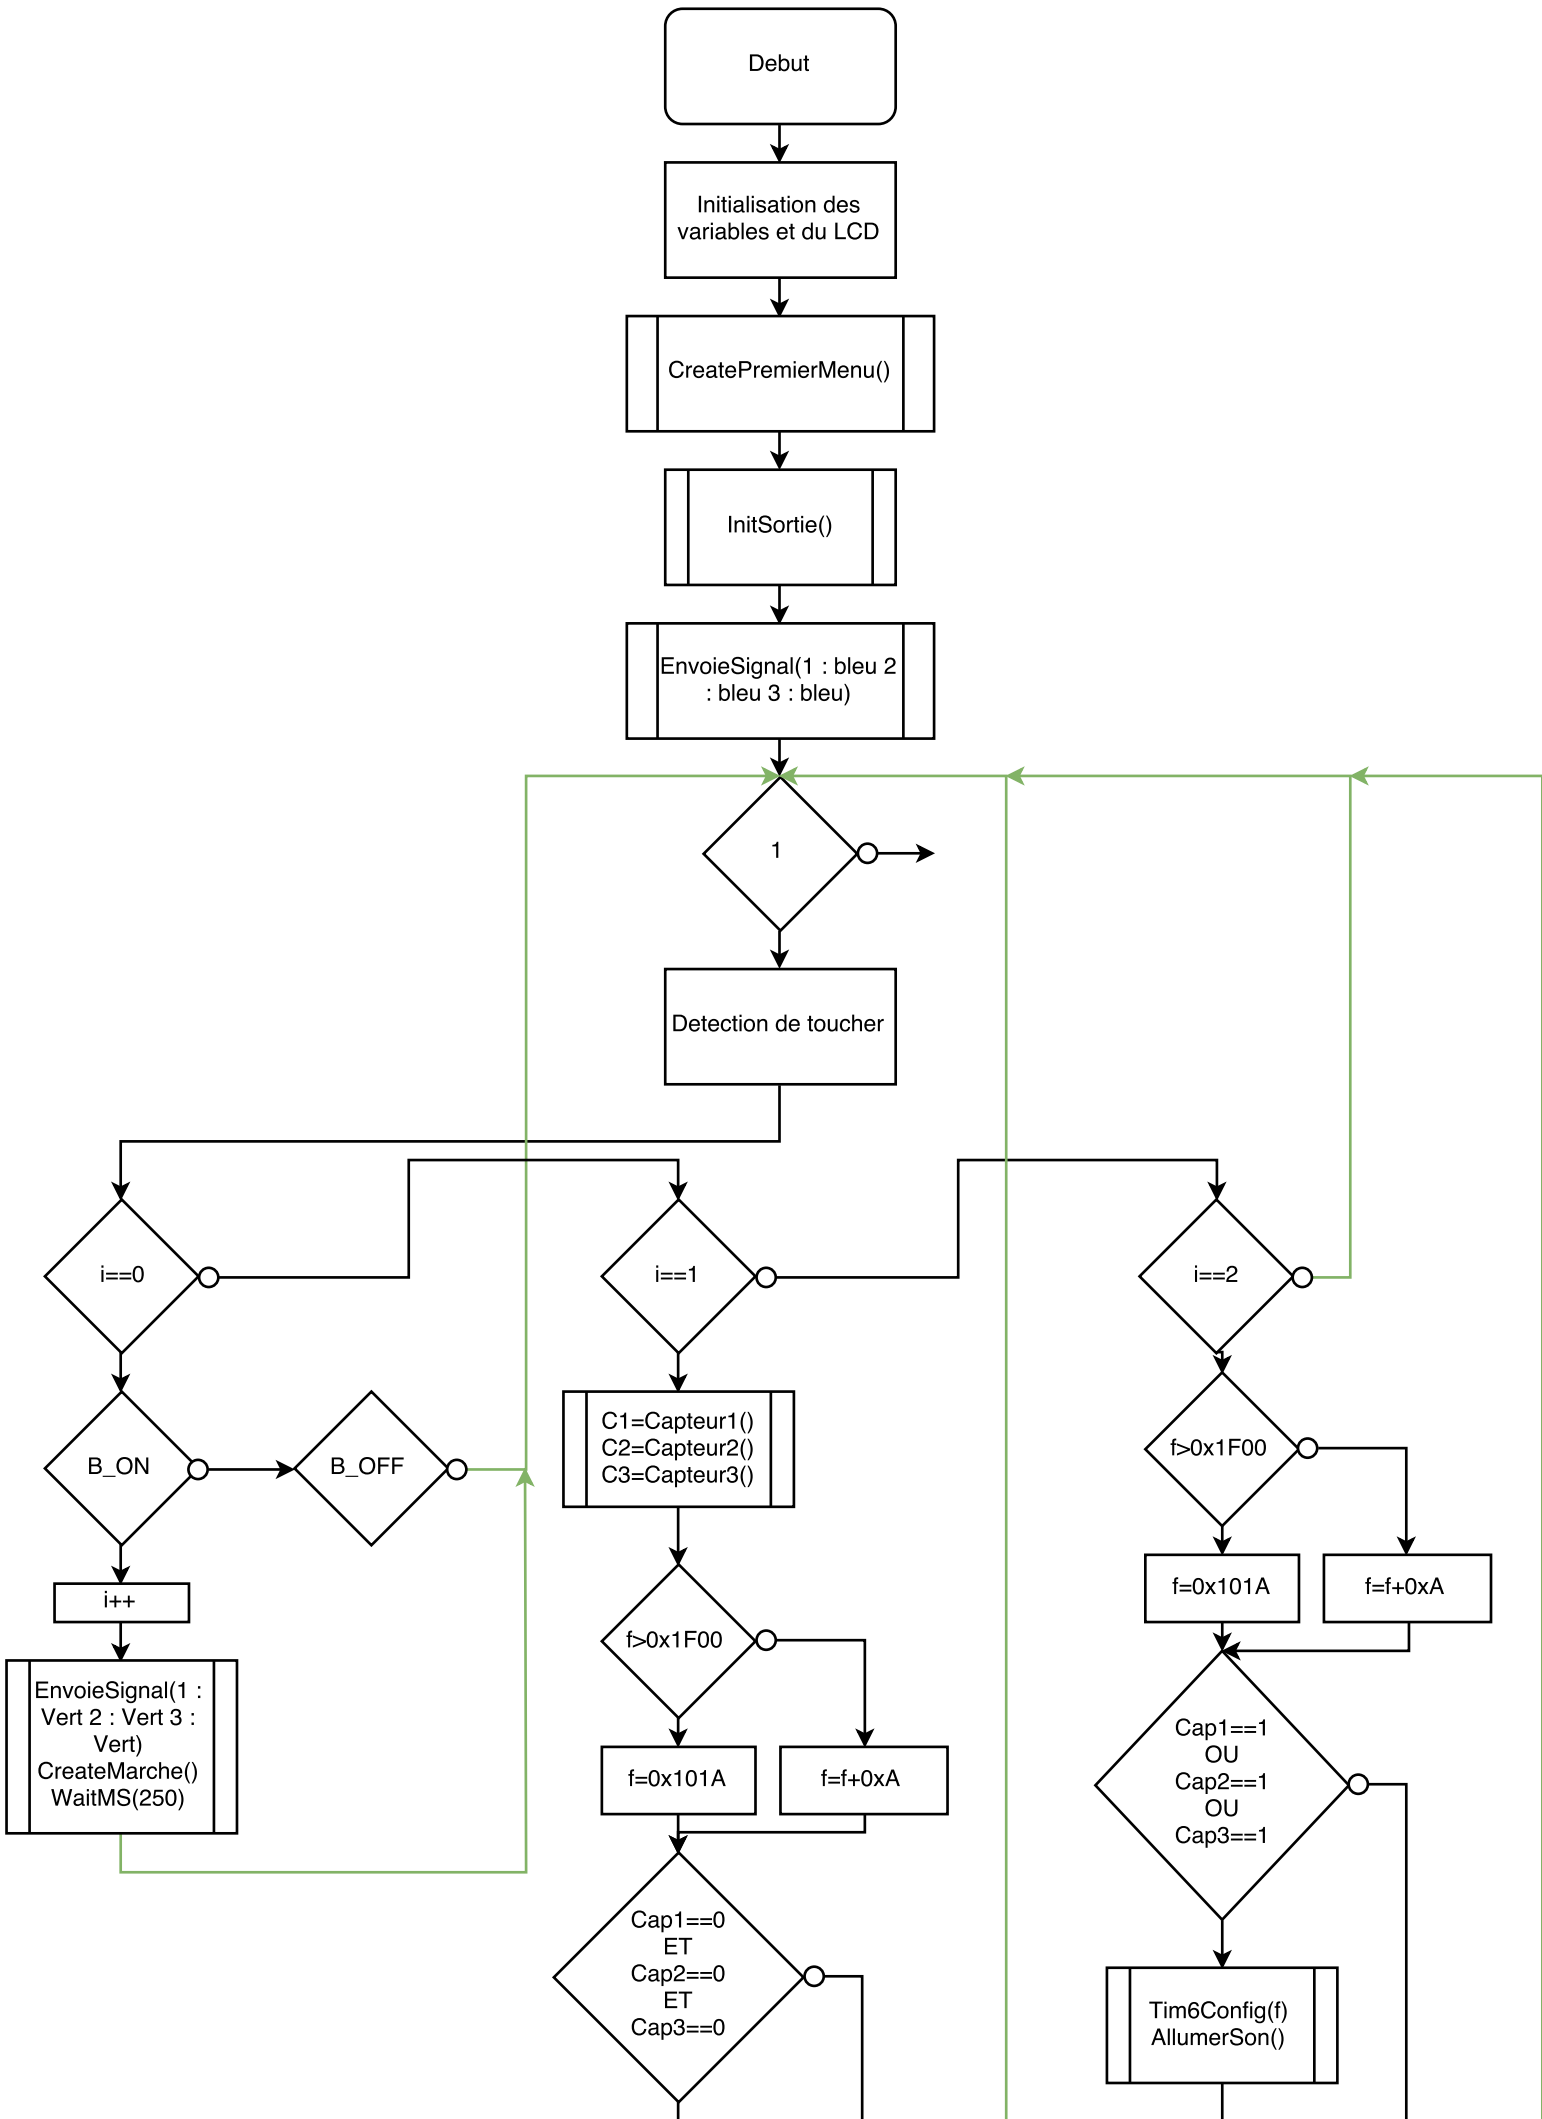 Debut
Initialisation des
variables et du LCD
CreatePremierMenu()
InitSortie()
EnvoieSignal(1 : bleu 2
: bleu 3 : bleu)
1
Detection de toucher
i==0
i==1
i==2
B_ON
B_OFF
C1=Capteur1()
C2=Capteur2()
C3=Capteur3()
f>0x1F00
i++
f=0x101A
f=f+0xA
EnvoieSignal(1 :
Vert 2 : Vert 3 :
Vert)
CreateMarche()
WaitMS(250)
f>0x1F00
f=0x101A
f=f+0xA
Cap1==1
OU
Cap2==1
OU
Cap3==1
Cap1==0
ET
Cap2==0
ET
Cap3==0
Tim6Config(f)
AllumerSon()